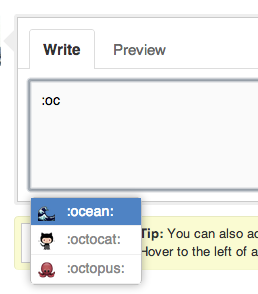 Write Preview
:oc
:ocean:
:octocat:
:octopus:
Tip: You can also
Hover to the left of a